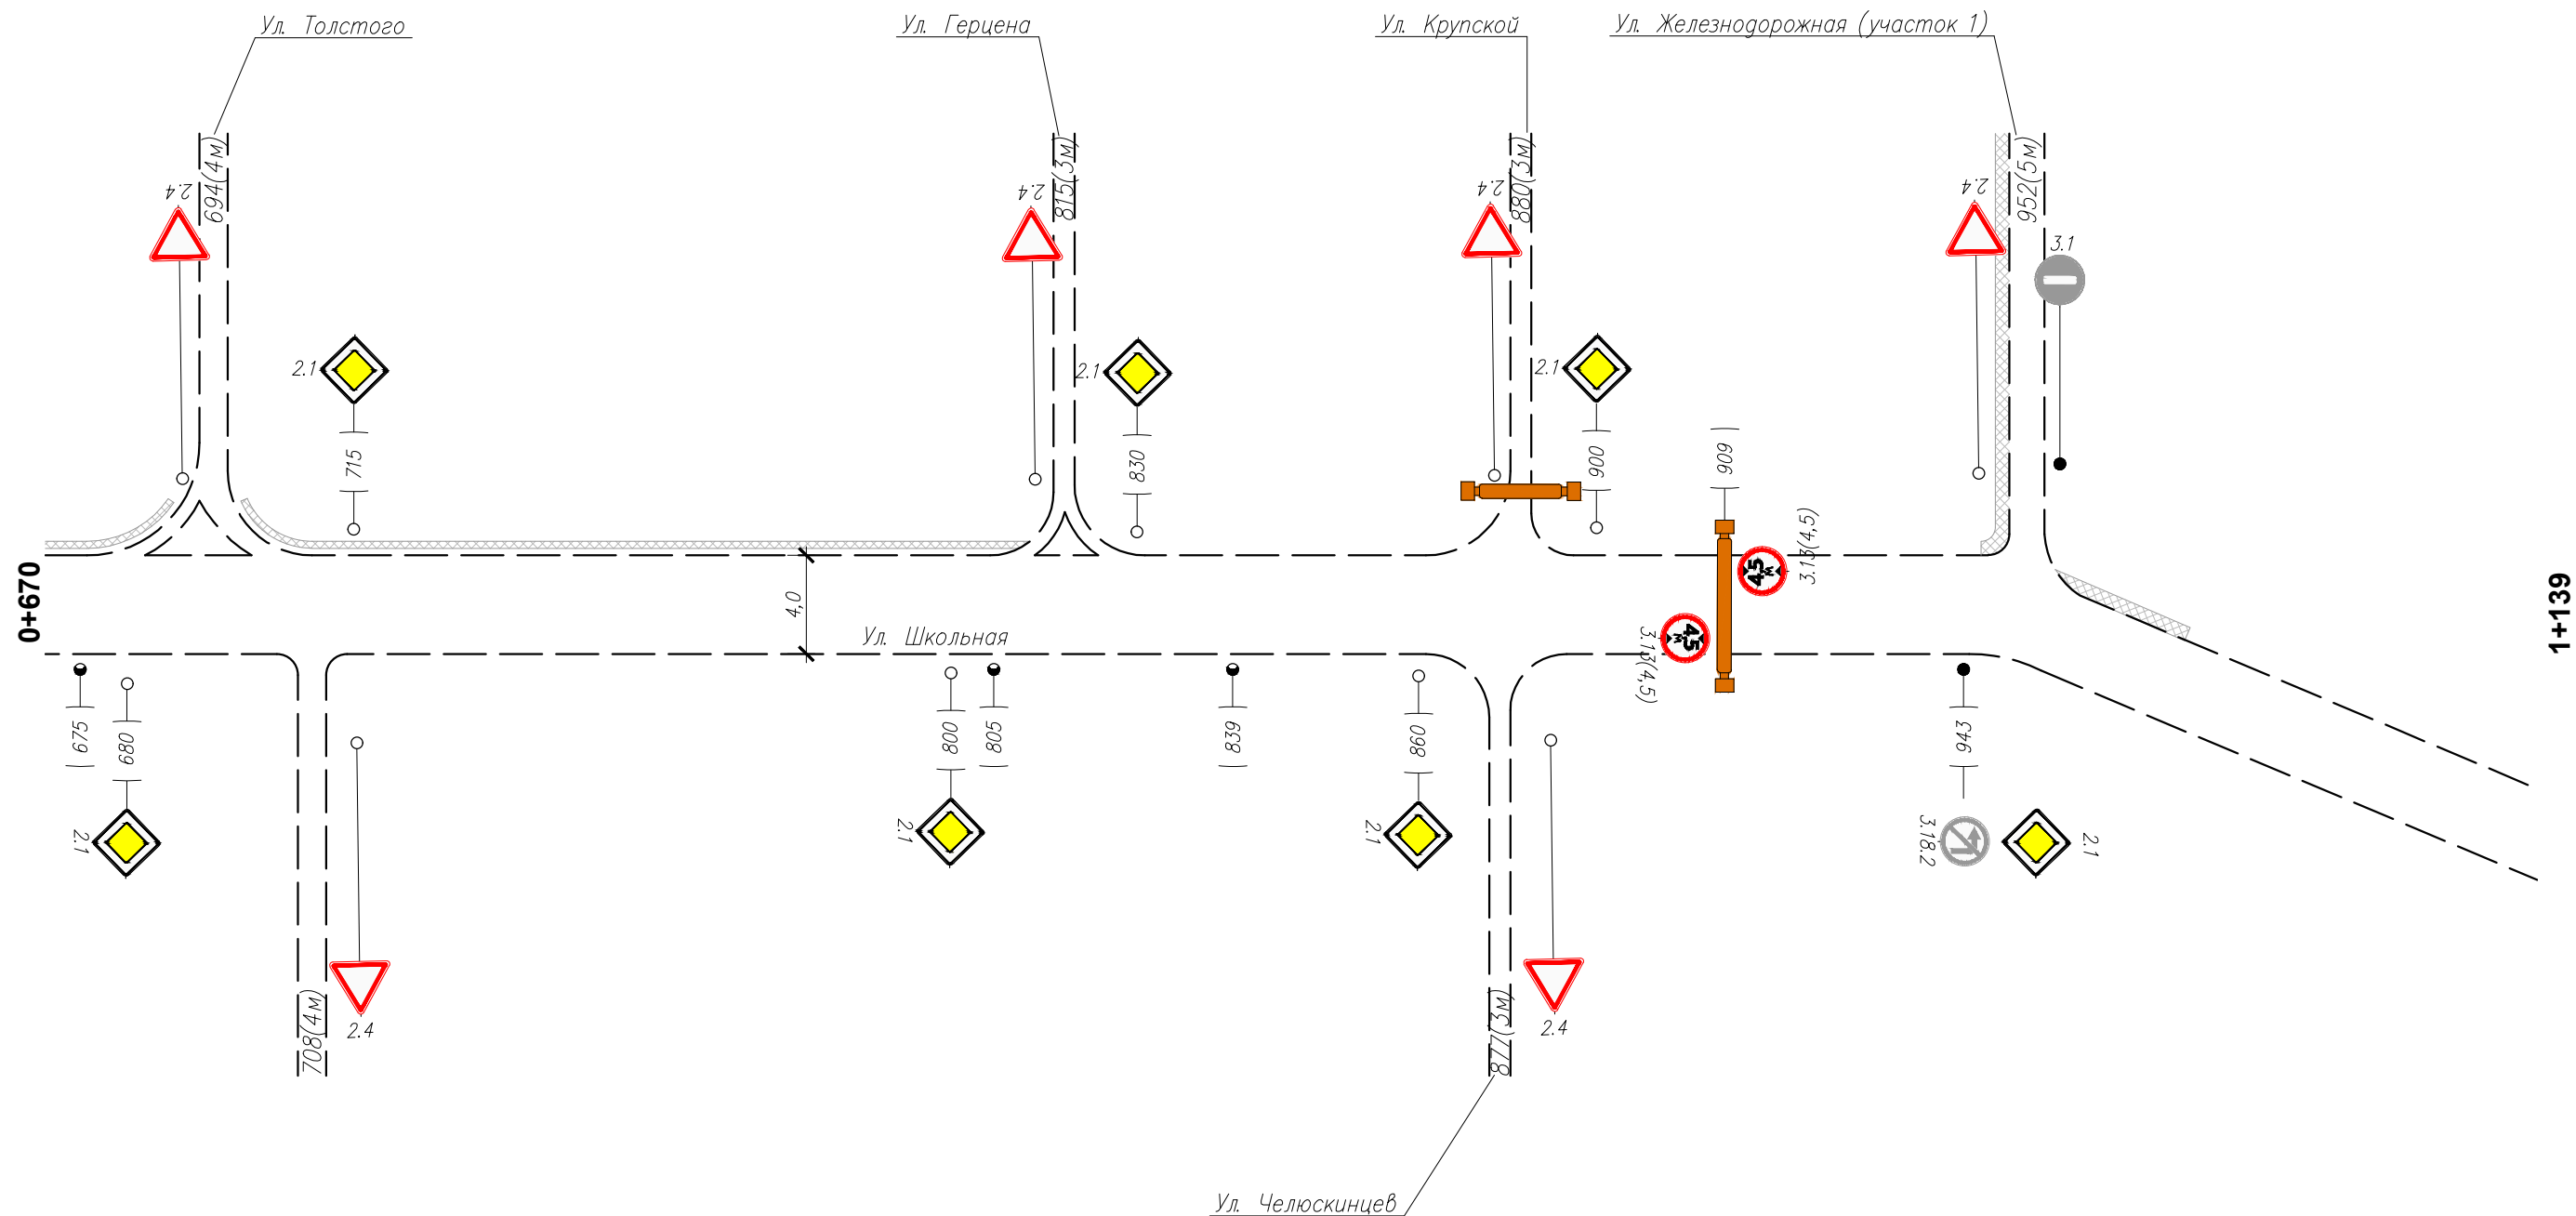 Ул. Толстого
Ул. Герцена
Ул. Крупской
Ул. Железнодорожная (участок 1)
694(4м)
815(3м)
880(3м)
952(5м)
2.4
2.4
2.4
2.4
3.1
2.1
2.1
2.1
715
830
900
909
3.13(4,5)
4.5 м
0+670
4,0
Ул. Школьная
4.5 м
3.13(4,5)
1+139
675
680
800
805
839
860
943
2.1
2.1
2.1
3.18.2
2.1
708(4м)
2.4
877(3м)
2.4
Ул. Челюскинцев